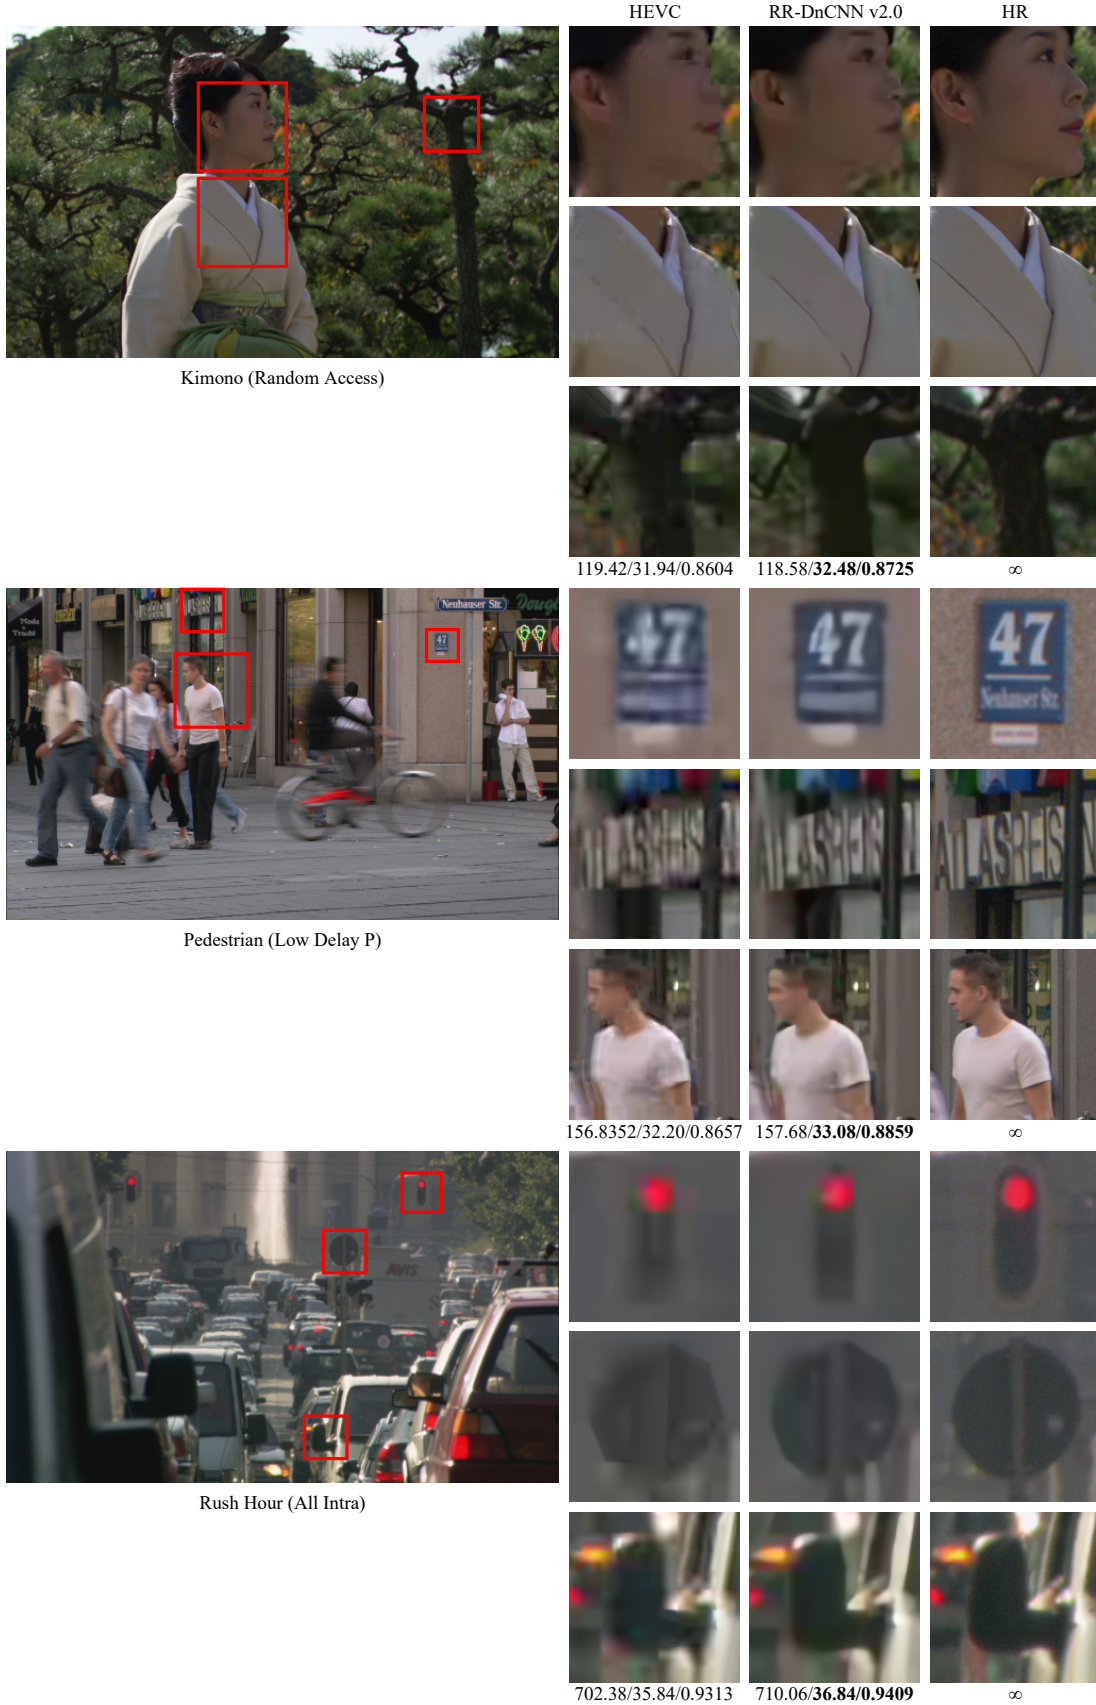 HEVC RR-DnCNN v2.0 HR
Kimono (Random Access)
119.42/31.94/0.8604 118.58/32.48/0.8725 ∞
Neuhauser Str.
47
47 47 47
Neuhauser Str.
ATLASREISEN
Pedestrian (Low Delay P)
156.8352/32.20/0.8657 157.68/33.08/0.8859 ∞
AVIS
Rush Hour (All Intra)
702.38/35.84/0.9313 710.06/36.84/0.9409 ∞